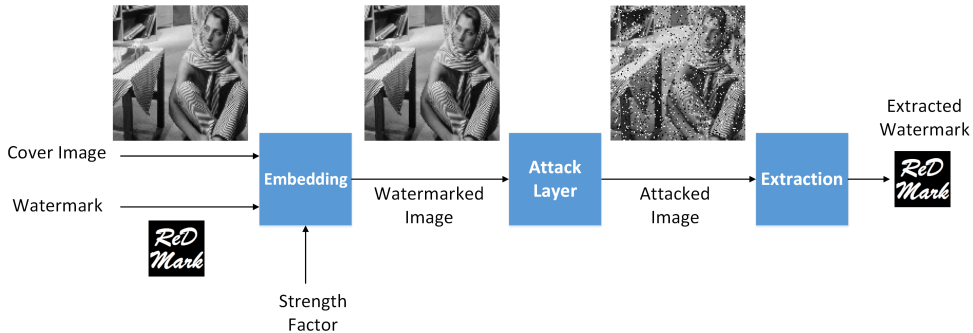 Cover Image
Watermark
ReD
Mark
Embedding
Strength
Factor
Watermarked
Image
Attack
Layer
Attacked
Image
Extraction
Extracted
Watermark
ReD
Mark